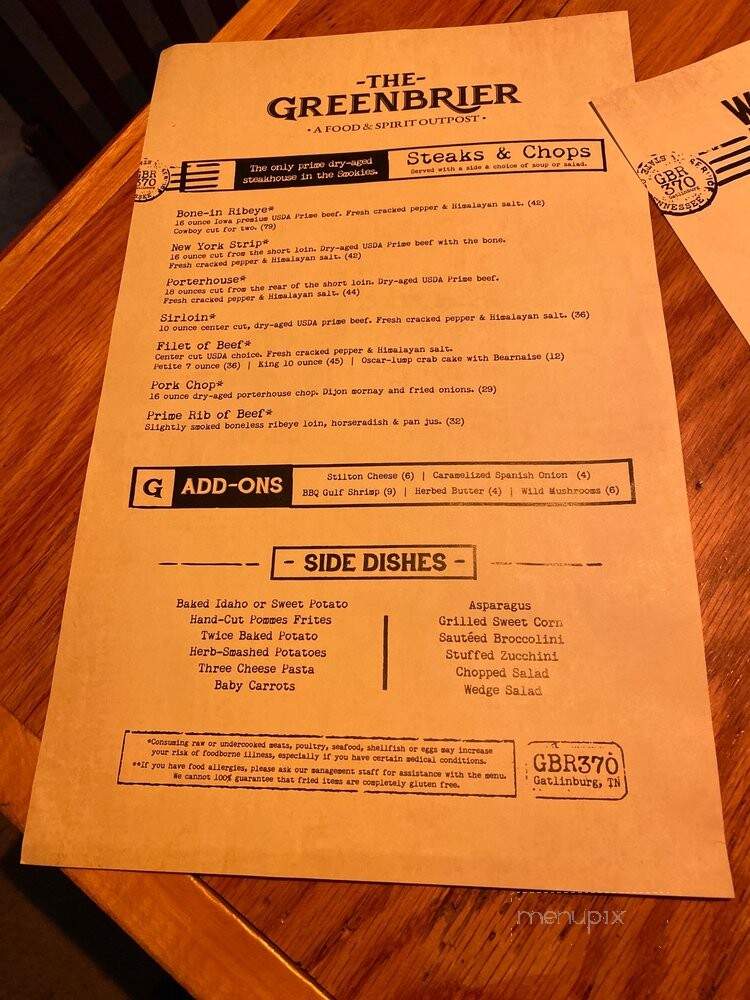 -THE-
GREENBRIER
• A FOOD & SPIRIT OUTPOST •
The only prime dry-aged
steakhouse in the Smokies.
Steaks & Chops
Served with a side & choice of soup or salad.
GBR
370
Bone-in Ribeye*
16 ounce Iowa premium USDA Prime beef. Fresh cracked pepper & Himalayan salt. (42)
Cowboy cut for two. (79)
New York Strip*
16 ounce cut from the short loin. Dry-aged USDA Prime beef with the bone.
Fresh cracked pepper & Himalayan salt. (42)
Porterhouse*
18 ounces cut from the rear of the short loin. Dry-aged USDA Prime beef.
Fresh cracked pepper & Himalayan salt. (44)
Sirloin*
10 ounce center cut, dry-aged USDA prime beef. Fresh cracked pepper & Himalayan salt. (36)
Filet of Beef*
Center cut USDA choice. Fresh cracked pepper & Himalayan salt.
Petite 7 ounce (36) | King 10 ounce (45) | Oscar-lump crab cake with Bearnaise (12)
Pork Chop*
16 ounce dry-aged porterhouse chop. Dijon mornay and fried onions. (29)
Prime Rib of Beef*
Slightly smoked boneless ribeye loin, horseradish & pan jus. (32)
G ADD-ONS
Stilton Cheese (6) | Caramelized Spanish Onion (4)
BBQ Gulf Shrimp (9) | Herbed Butter (4) | Wild Mushrooms (6)
- SIDE DISHES -
Baked Idaho or Sweet Potato
Hand-Cut Pommes Frites
Twice Baked Potato
Herb-Smashed Potatoes
Three Cheese Pasta
Baby Carrots
Asparagus
Grilled Sweet Corn
Sautéed Broccolini
Stuffed Zucchini
Chopped Salad
Wedge Salad
*Consuming raw or undercooked meats, poultry, seafood, shellfish or eggs may increase
your risk of foodborne illness, especially if you have certain medical conditions.
**If you have food allergies, please ask our management staff for assistance with the menu.
We cannot 100% guarantee that fried items are completely gluten free.
GBR370
Gatlinburg, TN
GBR
370
Gatlinburg
menupix